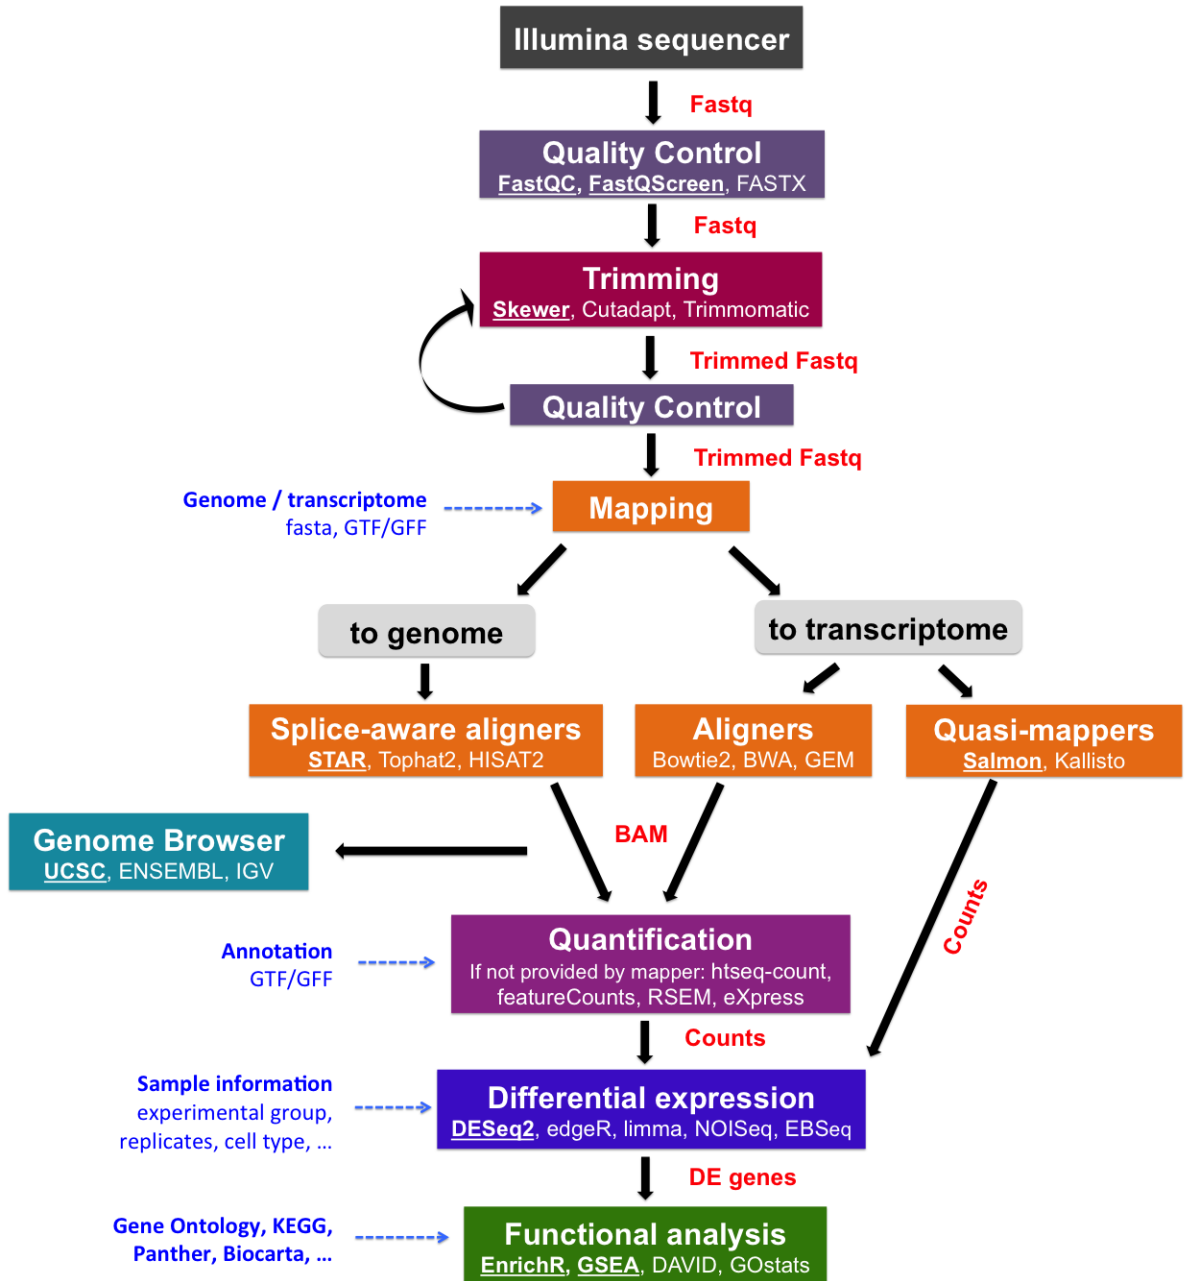 Illumina sequencer
Fastq
Quality Control
FastQC, FastQScreen, FASTX
Fastq
Trimming
Skewer, Cutadapt, Trimmomatic
Trimmed Fastq
Quality Control
Trimmed Fastq
Genome / transcriptome
fasta, GTF/GFF
Mapping
to genome
to transcriptome
Splice-aware aligners
STAR, Tophat2, HISAT2
Aligners
Bowtie2, BWA, GEM
Quasi-mappers
Salmon, Kallisto
BAM
Genome Browser
UCSC, ENSEMBL, IGV
Counts
Annotation
GTF/GFF
Quantification
If not provided by mapper: htseq-count,
featureCounts, RSEM, eXpress
Counts
Sample information
experimental group,
replicates, cell type, ...
Differential expression
DESeq2, edgeR, limma, NOISeq, EBSeq
DE genes
Gene Ontology, KEGG,
Panther, Biocarta, ...
Functional analysis
EnrichR, GSEA, DAVID, GOstats